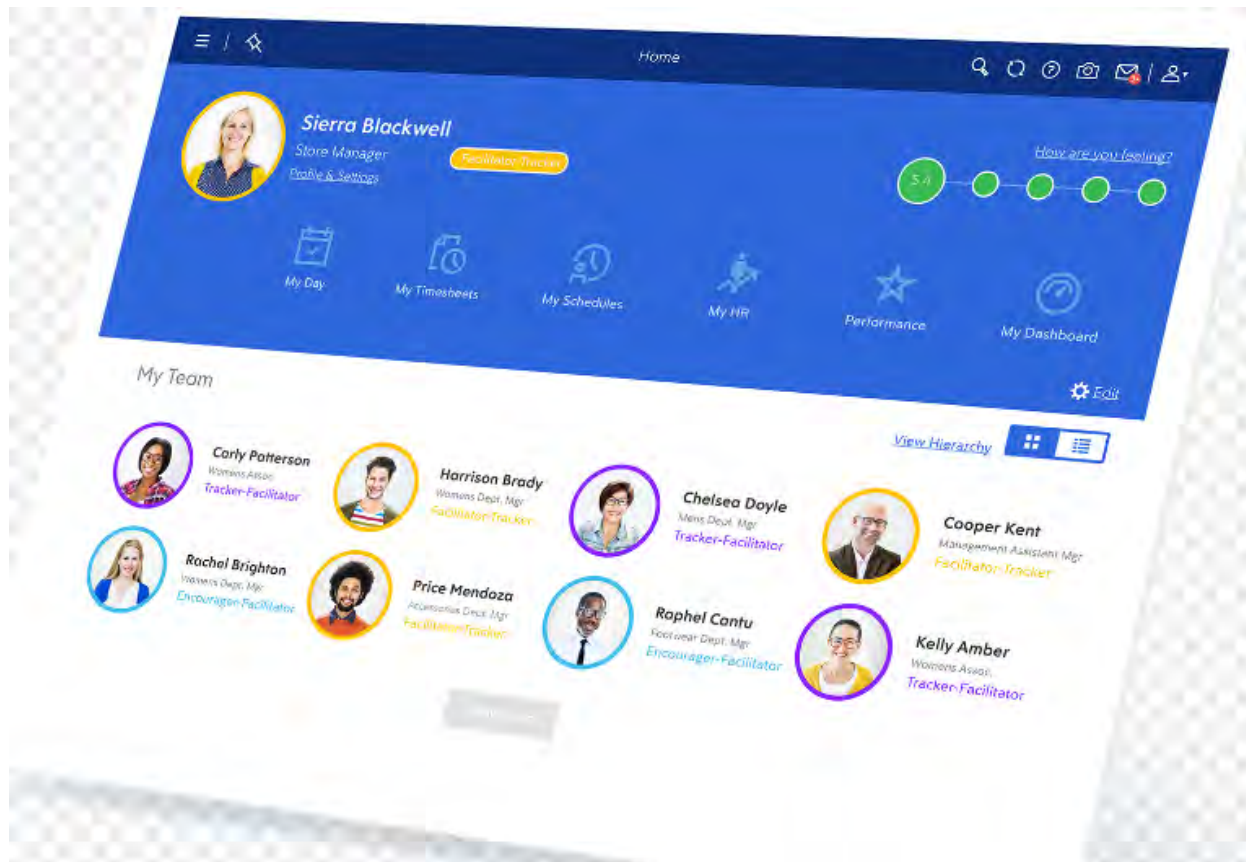 Home
Sierra Blackwell
Store Manager
Facilitator-Tracker
Profile & Settings
How are you feeling?
5.4
My Day
My Timesheets
My Schedules
My HR
Performance
My Dashboard
Edit
My Team
View Hierarchy
Carly Patterson
Womens Assoc.
Tracker-Facilitator
Harrison Brady
Womens Dept. Mgr
Facilitator-Tracker
Chelsea Doyle
Mens Dept. Mgr
Tracker-Facilitator
Cooper Kent
Management Assistant Mgr
Facilitator-Tracker
Rachel Brighton
Womens Dept. Mgr
Encourager-Facilitator
Price Mendoza
Accessories Dept. Mgr
Facilitator-Tracker
Raphel Cantu
Footwear Dept. Mgr
Encourager-Facilitator
Kelly Amber
Womens Assoc.
Tracker-Facilitator